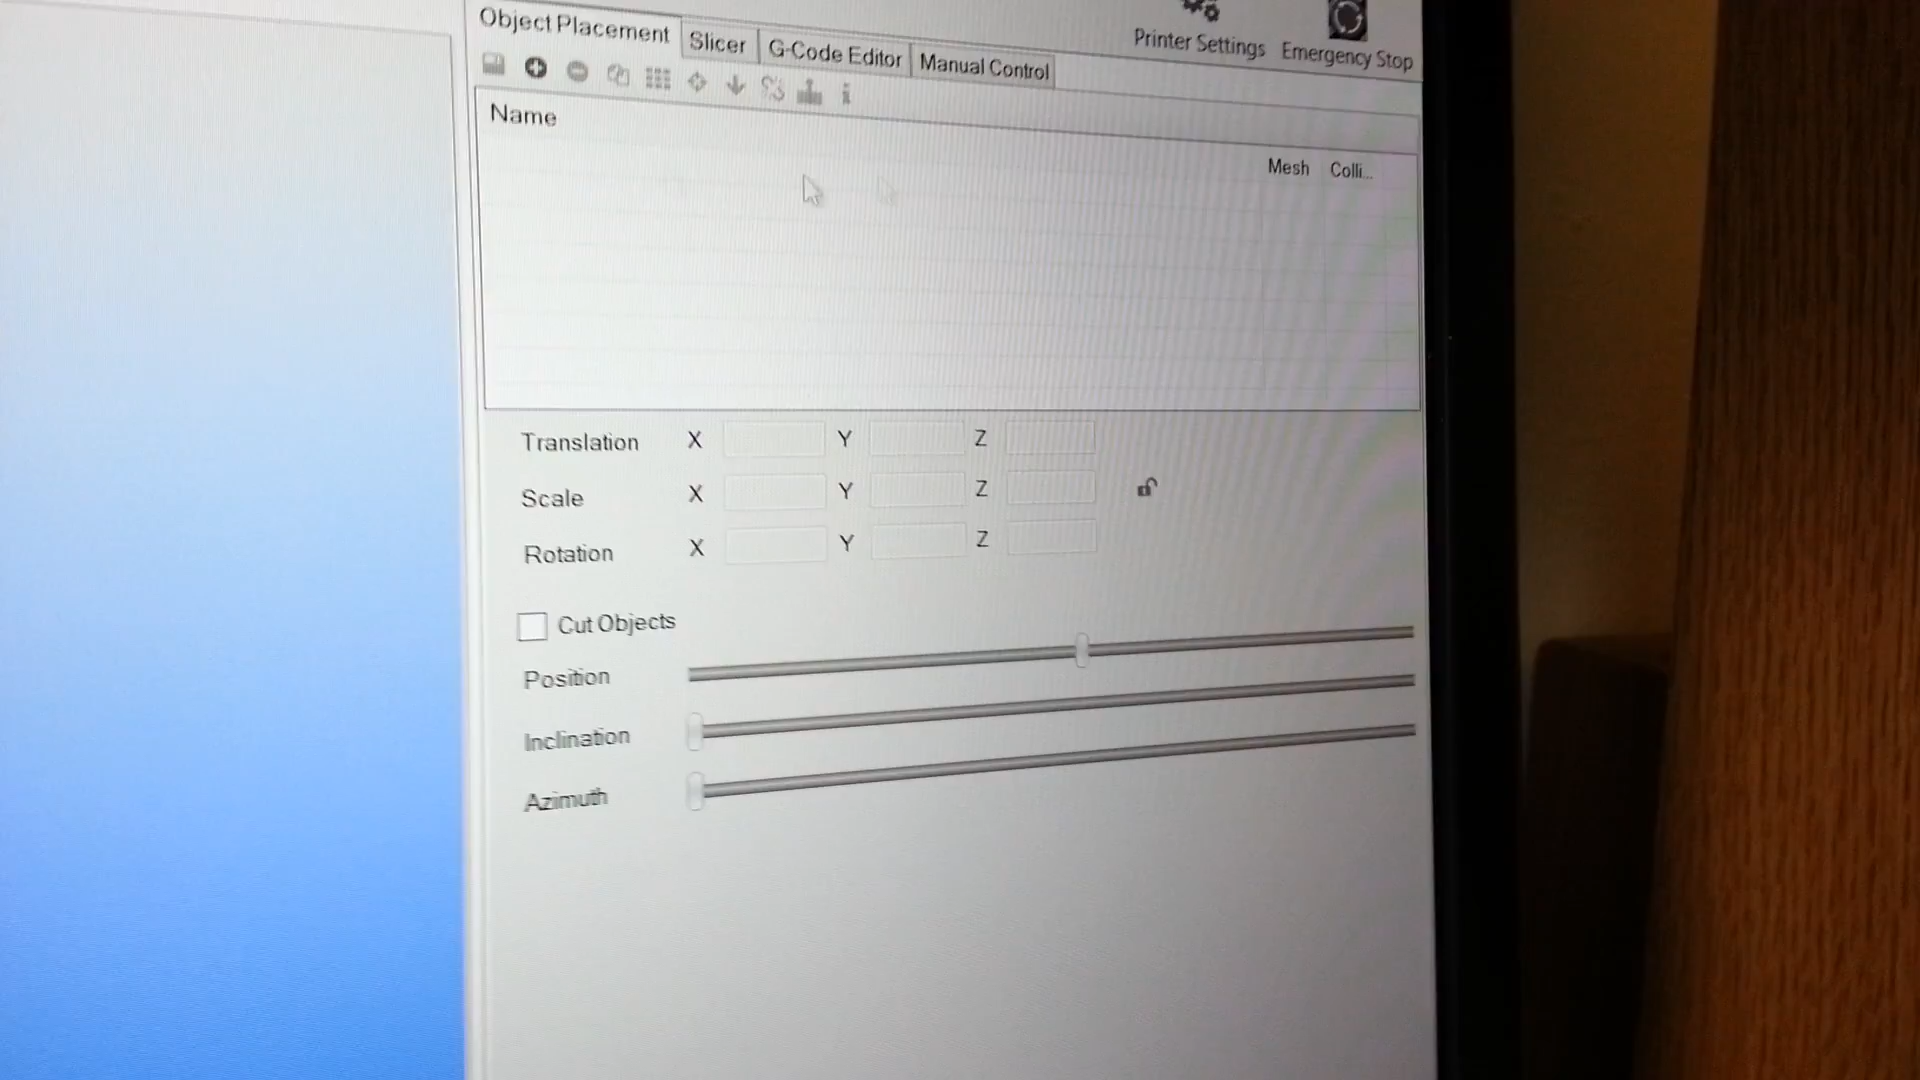 Object Placement Slicer G-Code Editor Manual Control
Printer Settings Emergency Stop
Name
Mesh Colli...
Translation X Y Z
Scale X Y Z
Rotation X Y Z
Cut Objects
Position
Inclination
Azimuth